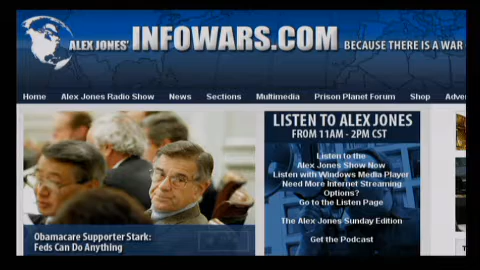 ALEX JONES' INFOWARS.COM BECAUSE THERE IS A WAR
Home Alex Jones Radio Show News Sections Multimedia Prison Planet Forum Shop
LISTEN TO ALEX JONES
FROM 11AM - 2PM CST
Listen to the
Alex Jones Show Now
Listen with Windows Media Player
Need More Internet Streaming
Options?
Go to the Listen Page
The Alex Jones Sunday Edition
Get the Podcast
Obamacare Supporter Stark:
Feds Can Do Anything